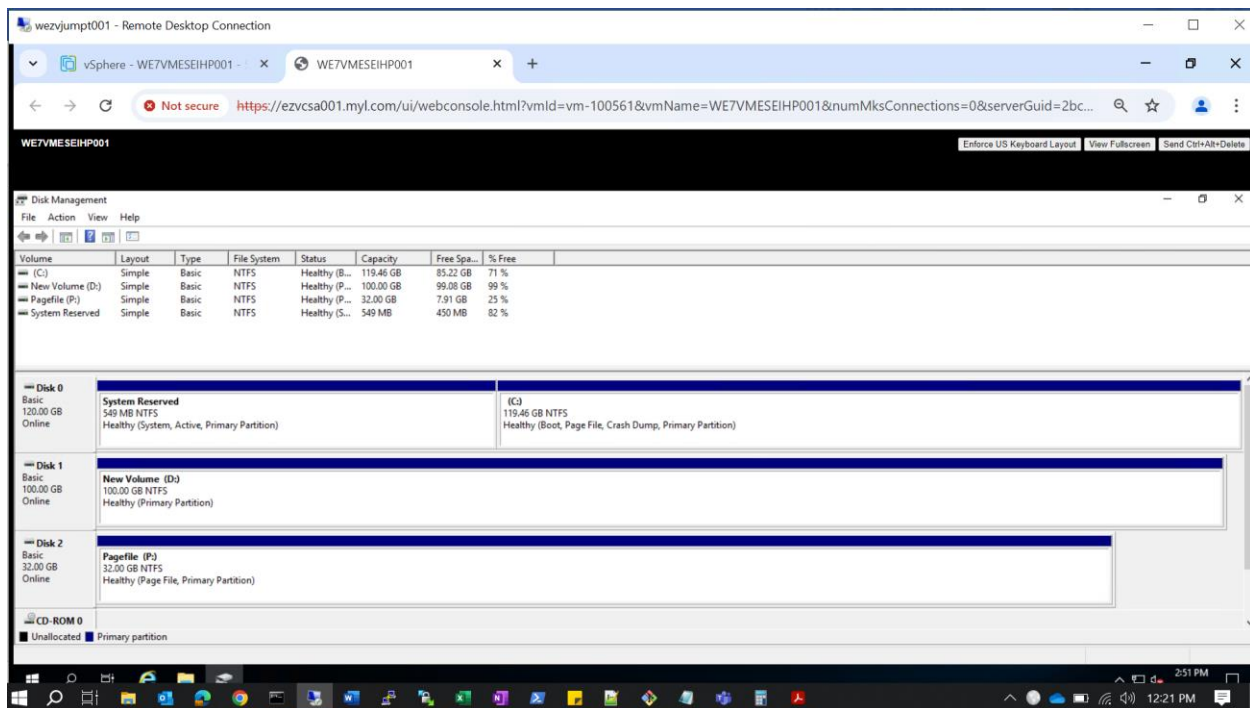 wezvjumpt001 - Remote Desktop Connection
vSphere - WE7VMESEIHP001 -
WE7VMESEIHP001
Not secure https://ezvcsa001.myl.com/ui/webconsole.html?vmId=vm-100561&vmName=WE7VMESEIHP001&numMksConnections=0&serverGuid=2bc...
WE7VMESEIHP001 Enforce US Keyboard Layout View Fullscreen Send Ctrl+Alt+Delete
Disk Management
File Action View Help
Volume Layout Type File System Status Capacity Free Spa... % Free
(C:) Simple Basic NTFS Healthy (B... 119.46 GB 85.22 GB 71 %
New Volume (D:) Simple Basic NTFS Healthy (P... 100.00 GB 99.08 GB 99 %
Pagefile (P:) Simple Basic NTFS Healthy (P... 32.00 GB 7.91 GB 25 %
System Reserved Simple Basic NTFS Healthy (S... 549 MB 450 MB 82 %
Disk 0
Basic
120.00 GB
Online
System Reserved
549 MB NTFS
Healthy (System, Active, Primary Partition)
(C:)
119.46 GB NTFS
Healthy (Boot, Page File, Crash Dump, Primary Partition)
Disk 1
Basic
100.00 GB
Online
New Volume (D:)
100.00 GB NTFS
Healthy (Primary Partition)
Disk 2
Basic
32.00 GB
Online
Pagefile (P:)
32.00 GB NTFS
Healthy (Page File, Primary Partition)
CD-ROM 0
Unallocated Primary partition
2:51 PM
12:21 PM